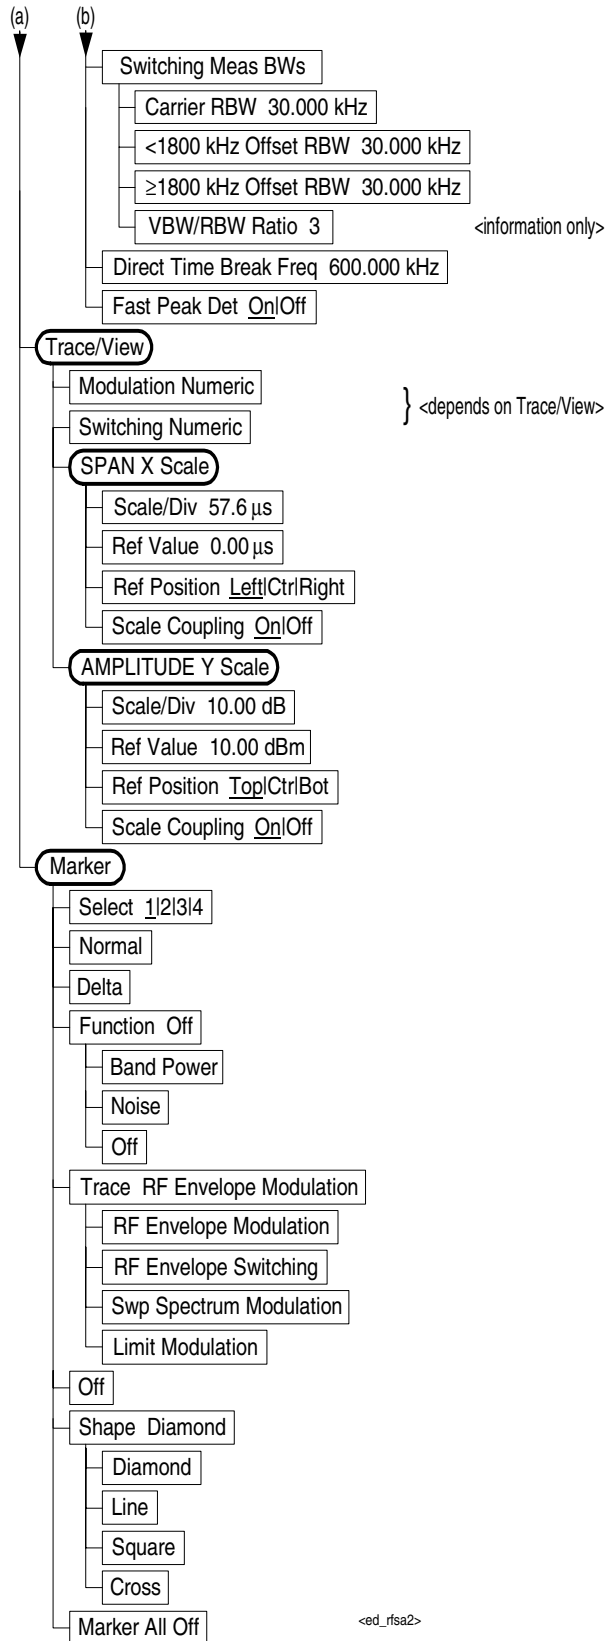 (a) (b)
Switching Meas BWs
Carrier RBW 30.000 kHz
<1800 kHz Offset RBW 30.000 kHz
≥1800 kHz Offset RBW 30.000 kHz
VBW/RBW Ratio 3 <information only>
Direct Time Break Freq 600.000 kHz
Fast Peak Det On|Off
Trace/View
Modulation Numeric
} <depends on Trace/View>
Switching Numeric
SPAN X Scale
Scale/Div 57.6 µs
Ref Value 0.00 µs
Ref Position Left|Ctr|Right
Scale Coupling On|Off
AMPLITUDE Y Scale
Scale/Div 10.00 dB
Ref Value 10.00 dBm
Ref Position Top|Ctr|Bot
Scale Coupling On|Off
Marker
Select 1|2|3|4
Normal
Delta
Function Off
Band Power
Noise
Off
Trace RF Envelope Modulation
RF Envelope Modulation
RF Envelope Switching
Swp Spectrum Modulation
Limit Modulation
Off
Shape Diamond
Diamond
Line
Square
Cross
Marker All Off <ed_rfsa2>